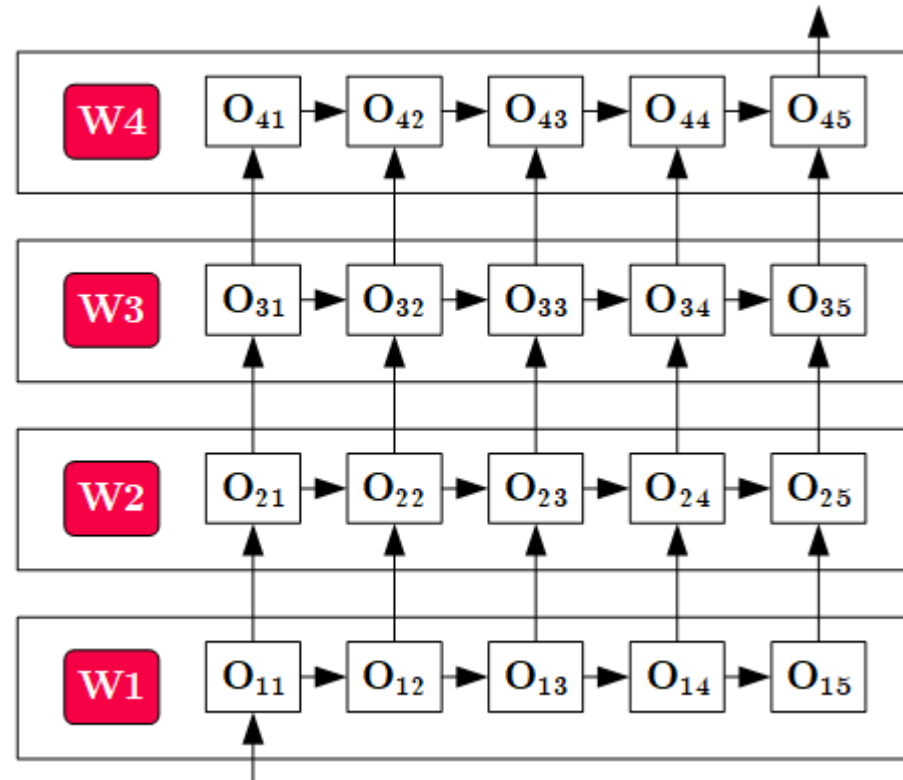 W4 O₄₁ O₄₂ O₄₃ O₄₄ O₄₅
W3 O₃₁ O₃₂ O₃₃ O₃₄ O₃₅
W2 O₂₁ O₂₂ O₂₃ O₂₄ O₂₅
W1 O₁₁ O₁₂ O₁₃ O₁₄ O₁₅